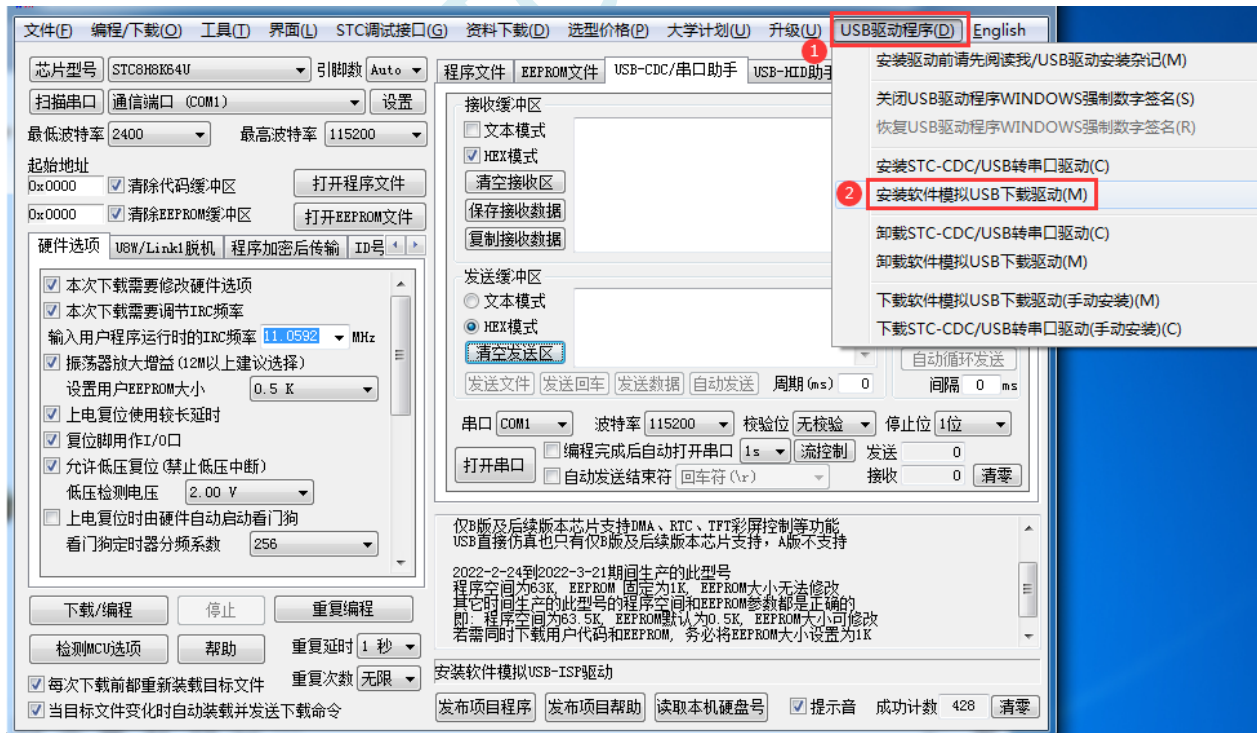 文件(F) 编程/下载(O) 工具(T) 界面(L) STC调试接口(G) 资料下载(D) 选型价格(P) 大学计划(U) 升级(U) USB驱动程序(D) English
1
芯片型号 STC8H8K64U 引脚数 Auto
扫描串口 通信端口 (COM1) 设置
最低波特率 2400 最高波特率 115200
起始地址
0x0000 清除代码缓冲区 打开程序文件
0x0000 清除EEPROM缓冲区 打开EEPROM文件
硬件选项 U8W/Link1脱机 程序加密后传输 ID号
本次下载需要修改硬件选项
本次下载需要调节IRC频率
输入用户程序运行时的IRC频率 11.0592 MHz
振荡器放大增益(12M以上建议选择)
设置用户EEPROM大小 0.5 K
上电复位使用较长延时
复位脚用作I/O口
允许低压复位(禁止低压中断)
低压检测电压 2.00 V
上电复位时由硬件自动启动看门狗
看门狗定时器分频系数 256
下载/编程 停止 重复编程
检测MCU选项 帮助 重复延时 1 秒
每次下载前都重新装载目标文件 重复次数 无限
当目标文件变化时自动装载并发送下载命令
程序文件 EEPROM文件 USB-CDC/串口助手 USB-HID助手
接收缓冲区
文本模式
HEX模式
清空接收区
保存接收数据
复制接收数据
发送缓冲区
文本模式
HEX模式
清空发送区 自动循环发送
发送文件 发送回车 发送数据 自动发送 周期(ms) 0 间隔 0 ms
串口 COM1 波特率 115200 校验位 无校验 停止位 1位
打开串口 编程完成后自动打开串口 1s 流控制 发送 0
自动发送结束符 回车符(\r) 接收 0 清零
仅B版及后续版本芯片支持DMA、RTC、TFT彩屏控制等功能
USB直接仿真也只有仅B版及后续版本芯片支持，A版不支持
2022-2-24到2022-3-21期间生产的此型号
程序空间为63K, EEPROM 固定为1K, EEPROM大小无法修改
其它时间生产的此型号的程序空间和EEPROM参数都是正确的
即: 程序空间为63.5K, EEPROM默认为0.5K, EEPROM大小可修改
若需同时下载用户代码和EEPROM, 务必将EEPROM大小设置为1K
安装软件模拟USB-ISP驱动
发布项目程序 发布项目帮助 读取本机硬盘号 提示音 成功计数 428 清零
安装驱动前请先阅读我/USB驱动安装杂记(M)
关闭USB驱动程序WINDOWS强制数字签名(S)
恢复USB驱动程序WINDOWS强制数字签名(R)
安装STC-CDC/USB转串口驱动(C)
2 安装软件模拟USB下载驱动(M)
卸载STC-CDC/USB转串口驱动(C)
卸载软件模拟USB下载驱动(M)
下载软件模拟USB下载驱动(手动安装)(M)
下载STC-CDC/USB转串口驱动(手动安装)(C)